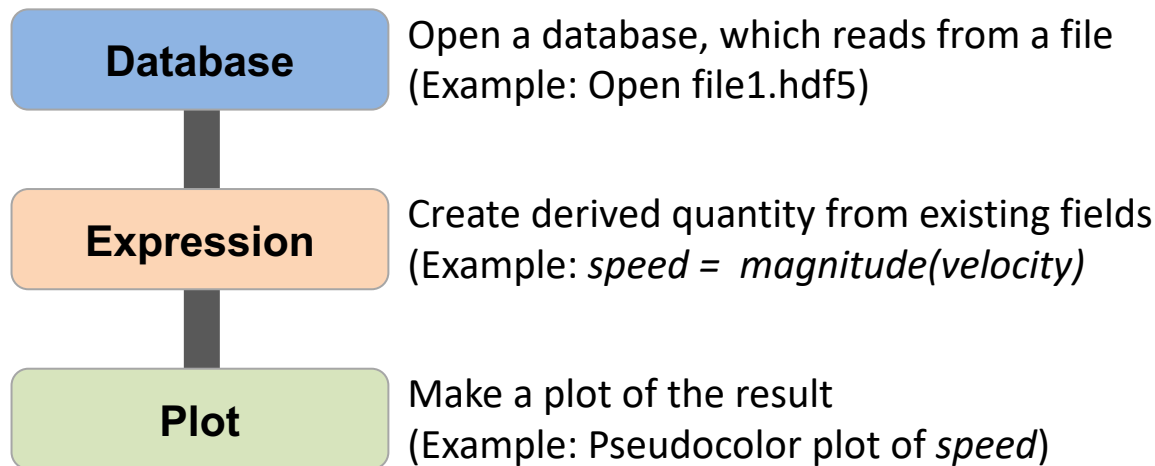 Database
Open a database, which reads from a file
(Example: Open file1.hdf5)
Expression
Create derived quantity from existing fields
(Example: speed =  magnitude(velocity)
Plot
Make a plot of the result
(Example: Pseudocolor plot of speed)